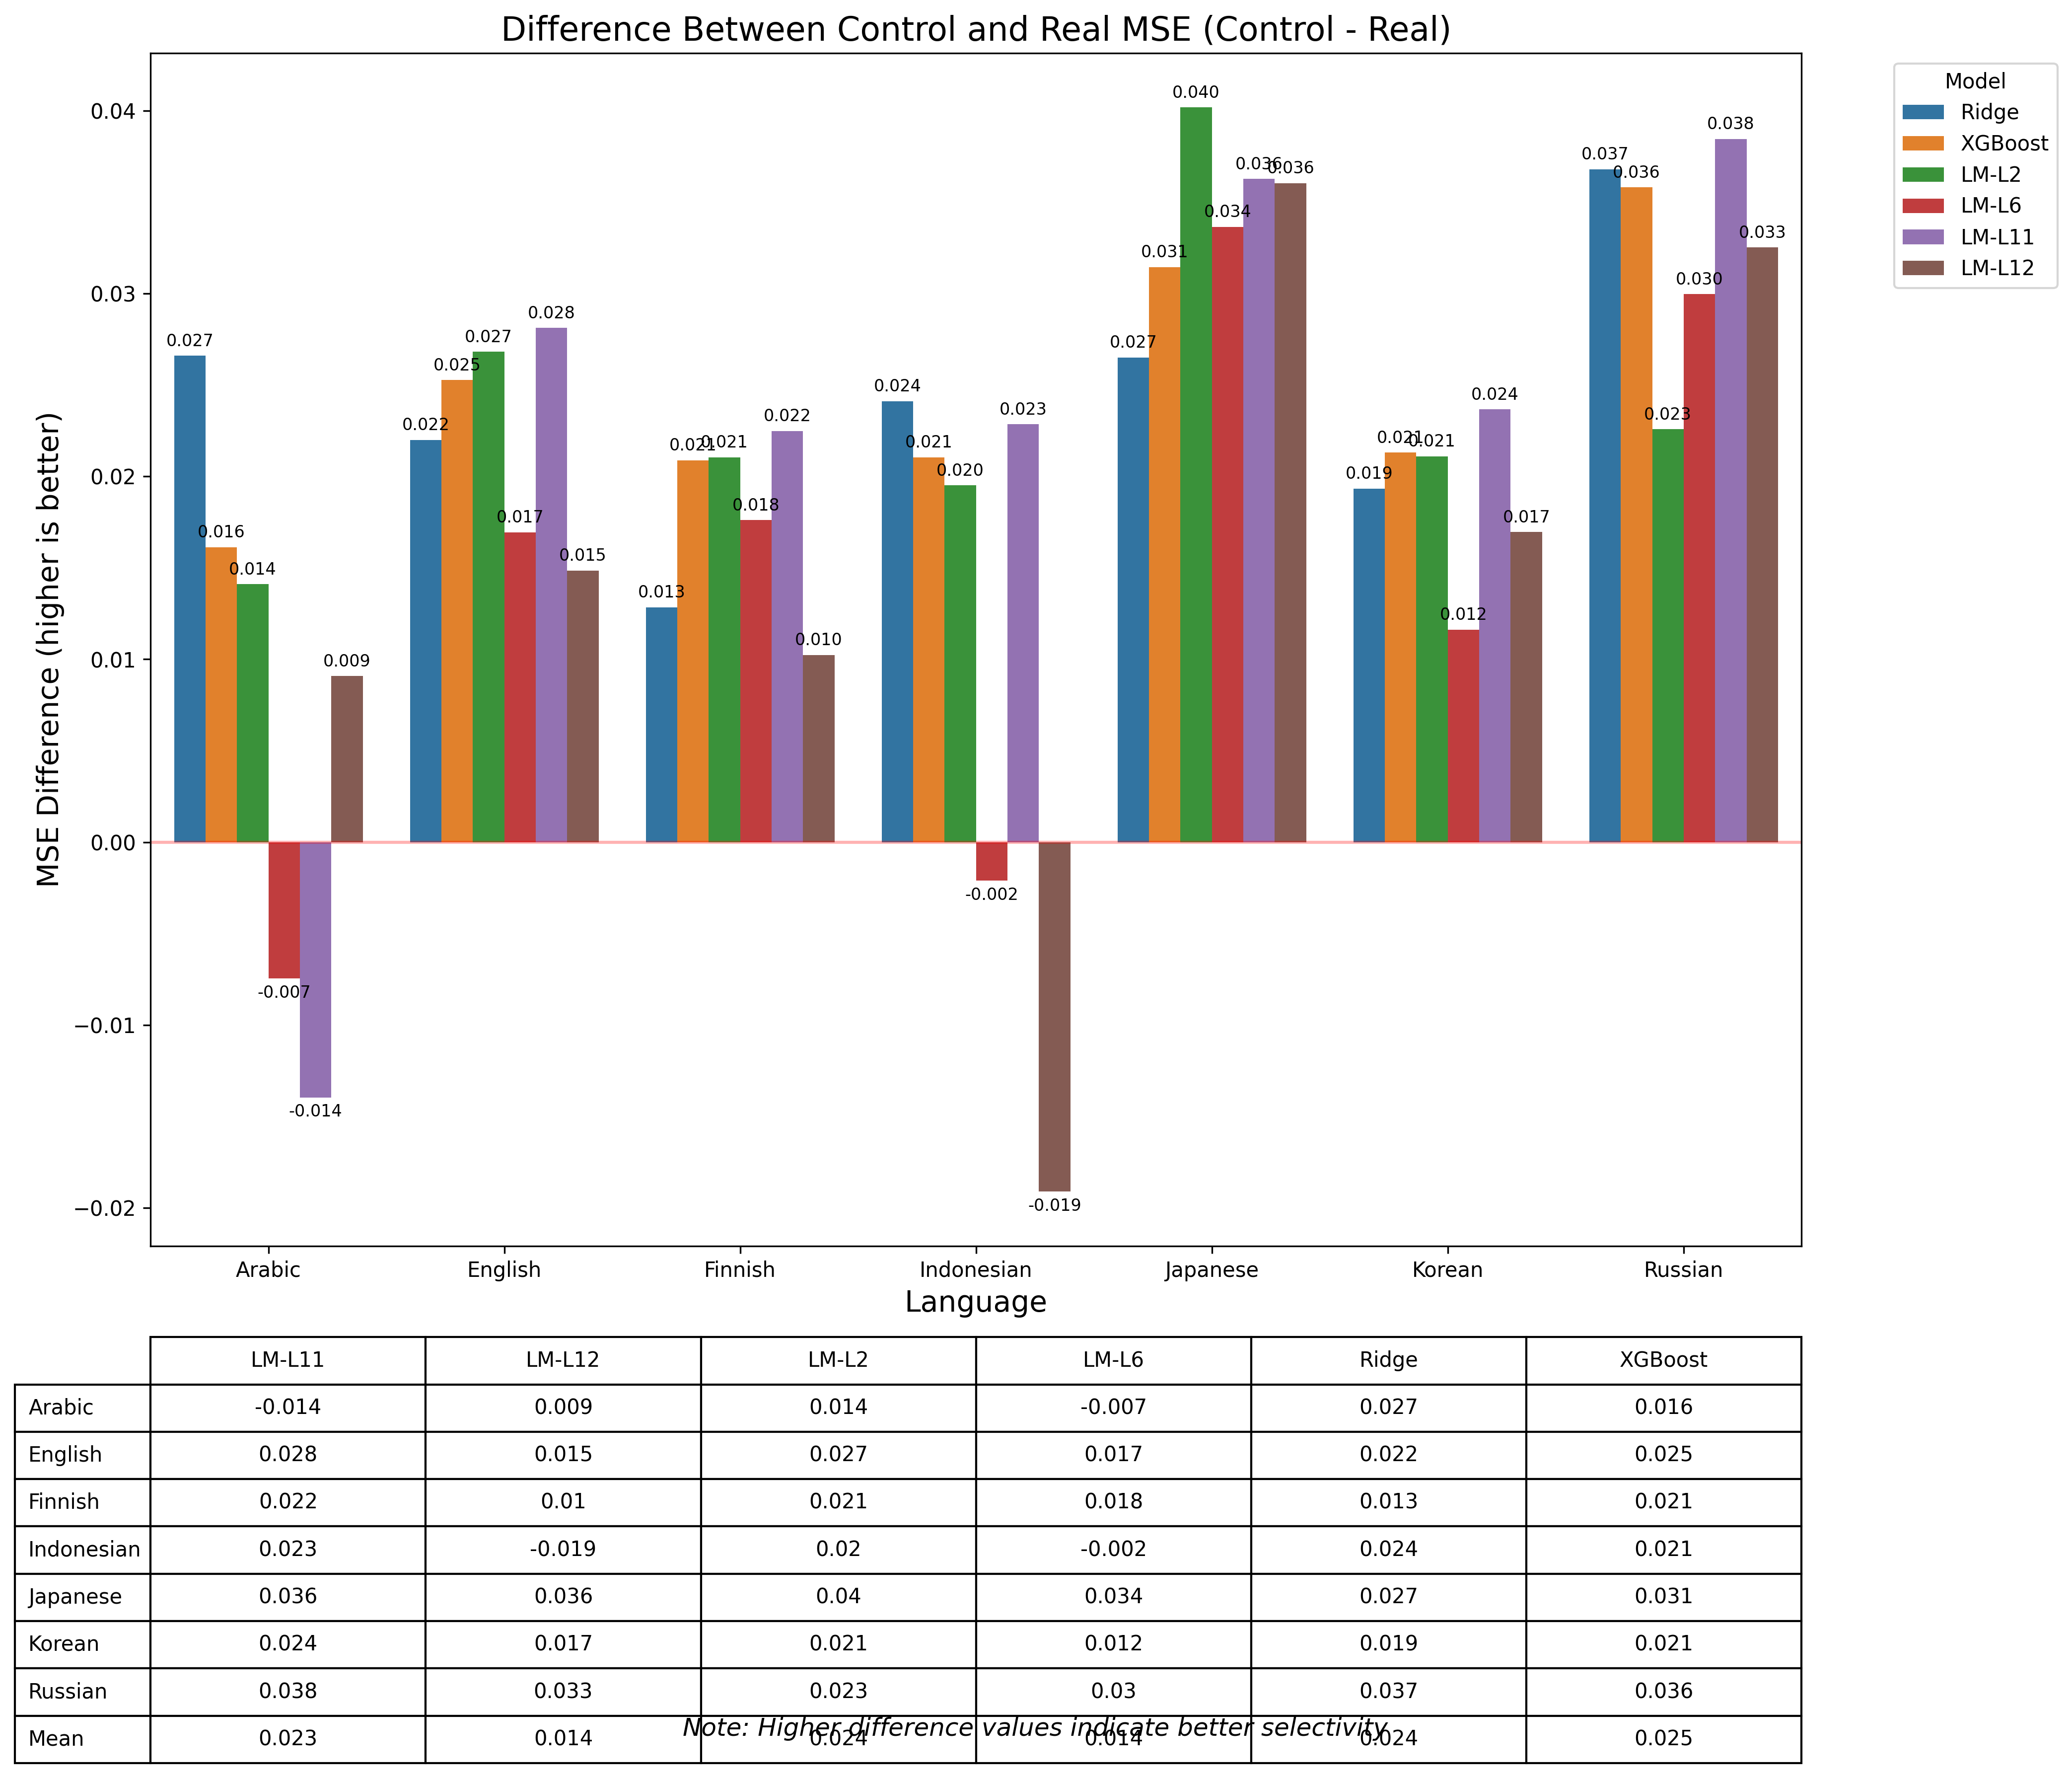 Difference Between Control and Real MSE (Control - Real)
MSE Difference (higher is better)
0.04
0.03
0.02
0.01
0.00
−0.01
−0.02
0.027
0.016
0.014
-0.007
-0.014
0.009
0.022
0.025
0.027
0.017
0.028
0.015
0.013
0.021
0.021
0.018
0.022
0.010
0.024
0.021
0.020
-0.002
0.023
-0.019
0.027
0.031
0.040
0.034
0.036
0.036
0.019
0.021
0.021
0.012
0.024
0.017
0.037
0.036
0.023
0.030
0.038
0.033
Model
Ridge
XGBoost
LM-L2
LM-L6
LM-L11
LM-L12
Arabic English Finnish Indonesian Japanese Korean Russian
Language
LM-L11 LM-L12 LM-L2 LM-L6 Ridge XGBoost
Arabic -0.014 0.009 0.014 -0.007 0.027 0.016
English 0.028 0.015 0.027 0.017 0.022 0.025
Finnish 0.022 0.01 0.021 0.018 0.013 0.021
Indonesian 0.023 -0.019 0.02 -0.002 0.024 0.021
Japanese 0.036 0.036 0.04 0.034 0.027 0.031
Korean 0.024 0.017 0.021 0.012 0.019 0.021
Russian 0.038 0.033 0.023 0.03 0.037 0.036
Note: Higher difference values indicate better selectivity
Mean 0.023 0.014 0.024 0.014 0.024 0.025